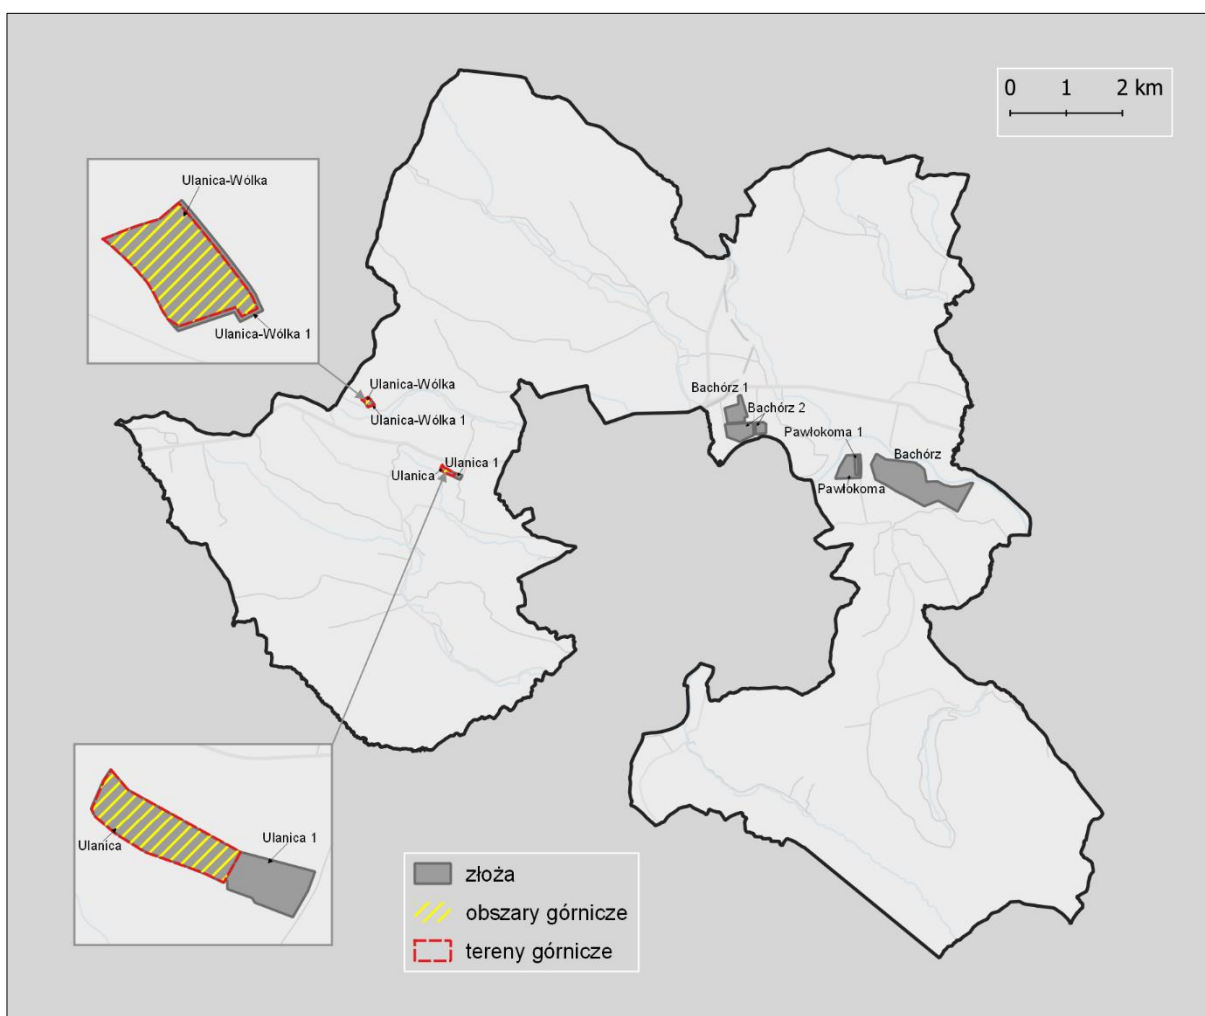 0 1 2 km
Ulanica-Wólka
Ulanica-Wólka 1
Ulanica-Wólka
Ulanica-Wólka 1
Bachórz 1
Bachórz 2
Pawłokoma 1
Bachórz
Pawłokoma
Ulanica 1
Ulanica
Ulanica 1
Ulanica
złoża
obszary górnicze
tereny górnicze